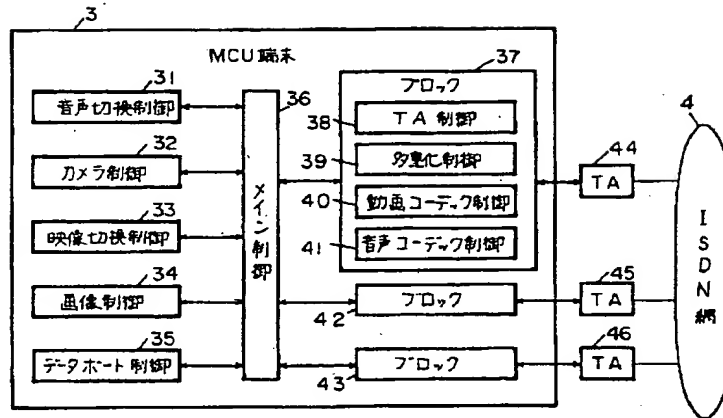 3
MCU端末
31
音声切換制御
32
カメラ制御
33
映像切換制御
34
画像制御
35
データポート制御
36
メイン制御
37
ブロック
38
TA制御
39
多重化制御
40
動画コーデック制御
41
音声コーデック制御
42
ブロック
43
ブロック
44
TA
45
TA
46
TA
4
ISDN網